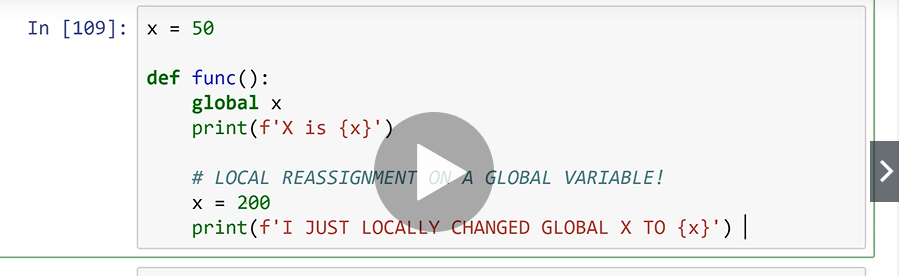 In [109]: x = 50
def func():
global x
print(f'X is {x}')
# LOCAL REASSIGNMENT ON A GLOBAL VARIABLE!
x = 200
print(f'I JUST LOCALLY CHANGED GLOBAL X TO {x}')